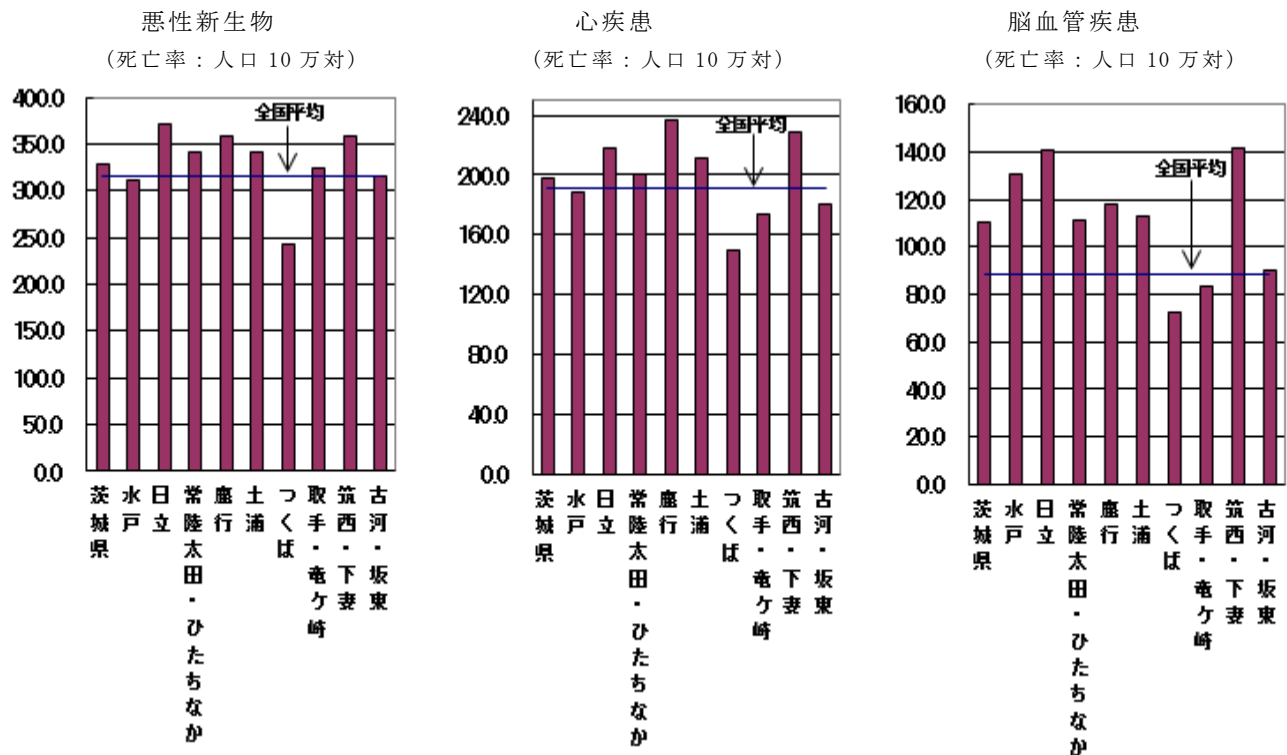 悪性新生物
(死亡率：人口 10 万対)
400.0
350.0
300.0
250.0
200.0
150.0
100.0
50.0
0.0
全国平均
茨城県
水戸
日立
常陸太田・ひたちなか
鹿行
土浦
つくば
取手・竜ケ崎
筑西・下妻
古河・坂東
心疾患
(死亡率：人口 10 万対)
240.0
200.0
160.0
120.0
80.0
40.0
0.0
全国平均
茨城県
水戸
日立
常陸太田・ひたちなか
鹿行
土浦
つくば
取手・竜ケ崎
筑西・下妻
古河・坂東
脳血管疾患
(死亡率：人口 10 万対)
160.0
140.0
120.0
100.0
80.0
60.0
40.0
20.0
0.0
全国平均
茨城県
水戸
日立
常陸太田・ひたちなか
鹿行
土浦
つくば
取手・竜ケ崎
筑西・下妻
古河・坂東